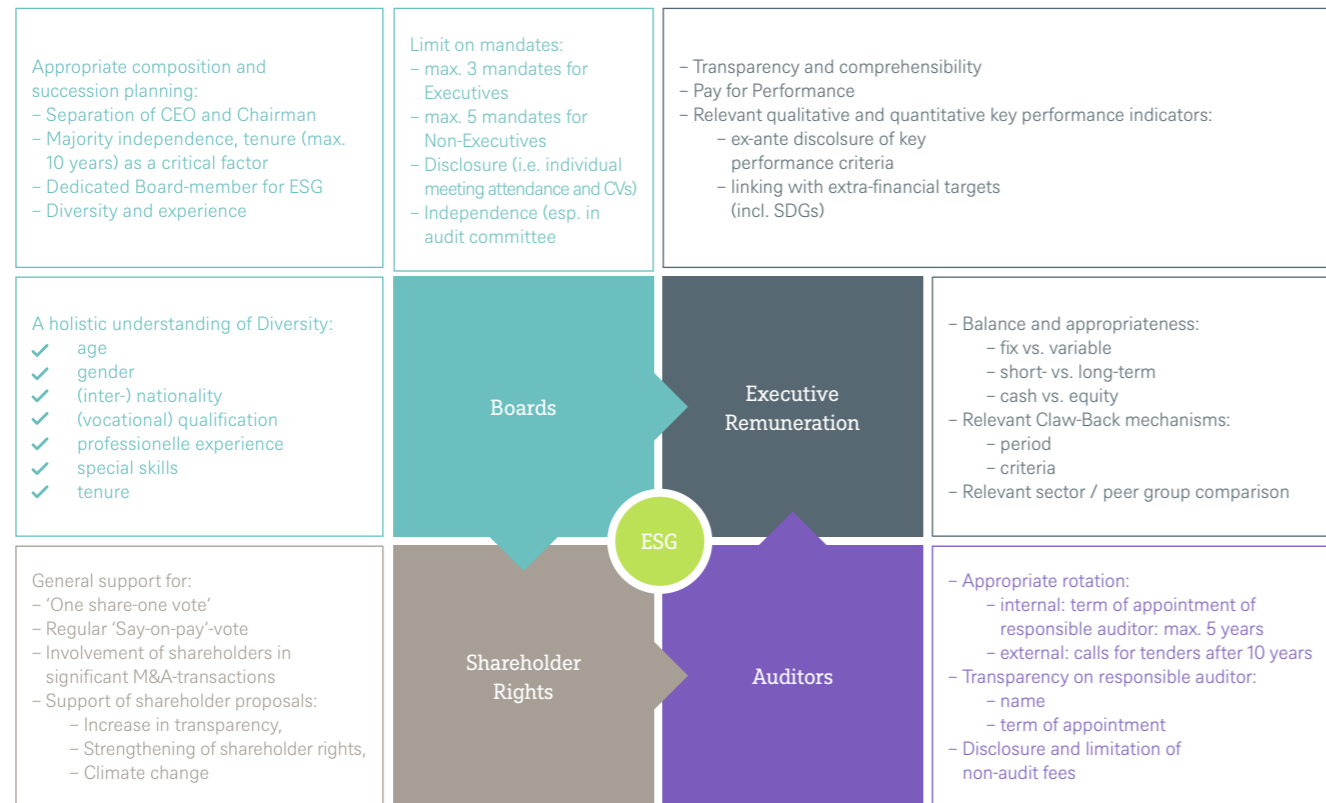 Appropriate composition and
succession planning:
– Separation of CEO and Chairman
– Majority independence, tenure (max.
10 years) as a critical factor
– Dedicated Board-member for ESG
– Diversity and experience
Limit on mandates:
– max. 3 mandates for
Executives
– max. 5 mandates for
Non-Executives
– Disclosure (i.e. individual
meeting attendance and CVs)
– Independence (esp. in
audit committee
– Transparency and comprehensibility
– Pay for Performance
– Relevant qualitative and quantitative key performance indicators:
– ex-ante discolsure of key
performance criteria
– linking with extra-financial targets
(incl. SDGs)
A holistic understanding of Diversity:
✓ age
✓ gender
✓ (inter-) nationality
✓ (vocational) qualification
✓ professionelle experience
✓ special skills
✓ tenure
Boards
Executive
Remuneration
– Balance and appropriateness:
– fix vs. variable
– short- vs. long-term
– cash vs. equity
– Relevant Claw-Back mechanisms:
– period
– criteria
– Relevant sector / peer group comparison
ESG
General support for:
– ‘One share-one vote‘
– Regular ‘Say-on-pay‘-vote
– Involvement of shareholders in
significant M&A-transactions
– Support of shareholder proposals:
– Increase in transparency,
– Strengthening of shareholder rights,
– Climate change
Shareholder
Rights
Auditors
– Appropriate rotation:
– internal: term of appointment of
responsible auditor: max. 5 years
– external: calls for tenders after 10 years
– Transparency on responsible auditor:
– name
– term of appointment
– Disclosure and limitation of
non-audit fees